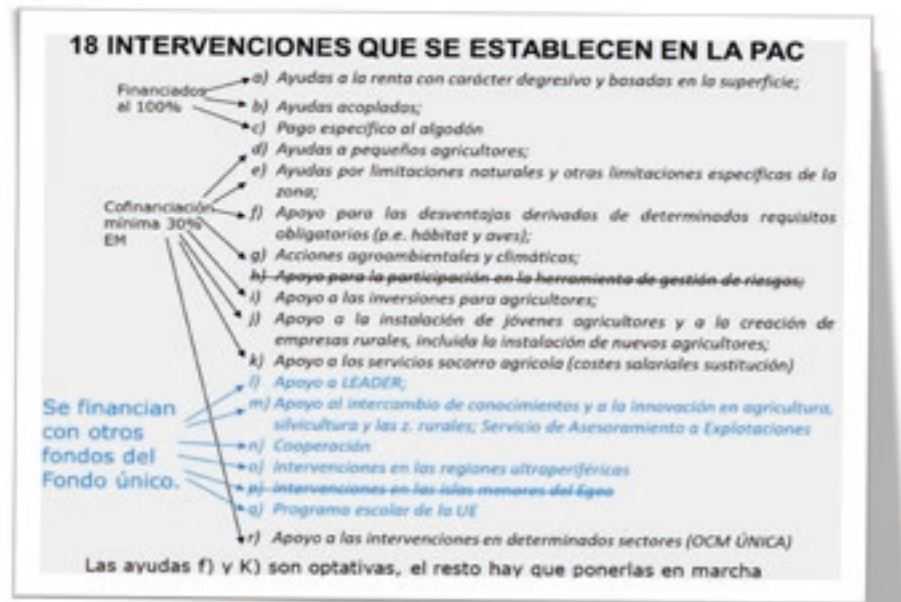 18 INTERVENCIONES QUE SE ESTABLECEN EN LA PAC
Financiados
al 100%
a) Ayudas a la renta con carácter degresivo y basadas en la superficie;
b) Ayudas acopladas;
c) Pago específico al algodón
d) Ayudas a pequeños agricultores;
e) Ayudas por limitaciones naturales y otras limitaciones específicas de la
zona;
Cofinanciación
mínima 30%
EM
f) Apoyo para las desventajas derivadas de determinados requisitos
obligatorios (p.e. hábitat y aves);
g) Acciones agroambientales y climáticas;
h) Apoyo para la participación en la herramienta de gestión de riesgos;
i) Apoyo a las inversiones para agricultores;
j) Apoyo a la instalación de jóvenes agricultores y a la creación de
empresas rurales, incluida la instalación de nuevos agricultores;
k) Apoyo a los servicios socorro agrícola (costes salariales sustitución)
Se financian
con otros
fondos del
Fondo único.
l) Apoyo a LEADER;
m) Apoyo al intercambio de conocimientos y a la innovación en agricultura,
silvicultura y las z. rurales; Servicio de Asesoramiento a Explotaciones
n) Cooperación
o) Intervenciones en las regiones ultraperiféricas
p) Intervenciones en las islas menores del Egeo
q) Programa escolar de la UE
r) Apoyo a las intervenciones en determinados sectores (OCM ÚNICA)
Las ayudas f) y K) son optativas, el resto hay que ponerlas en marcha